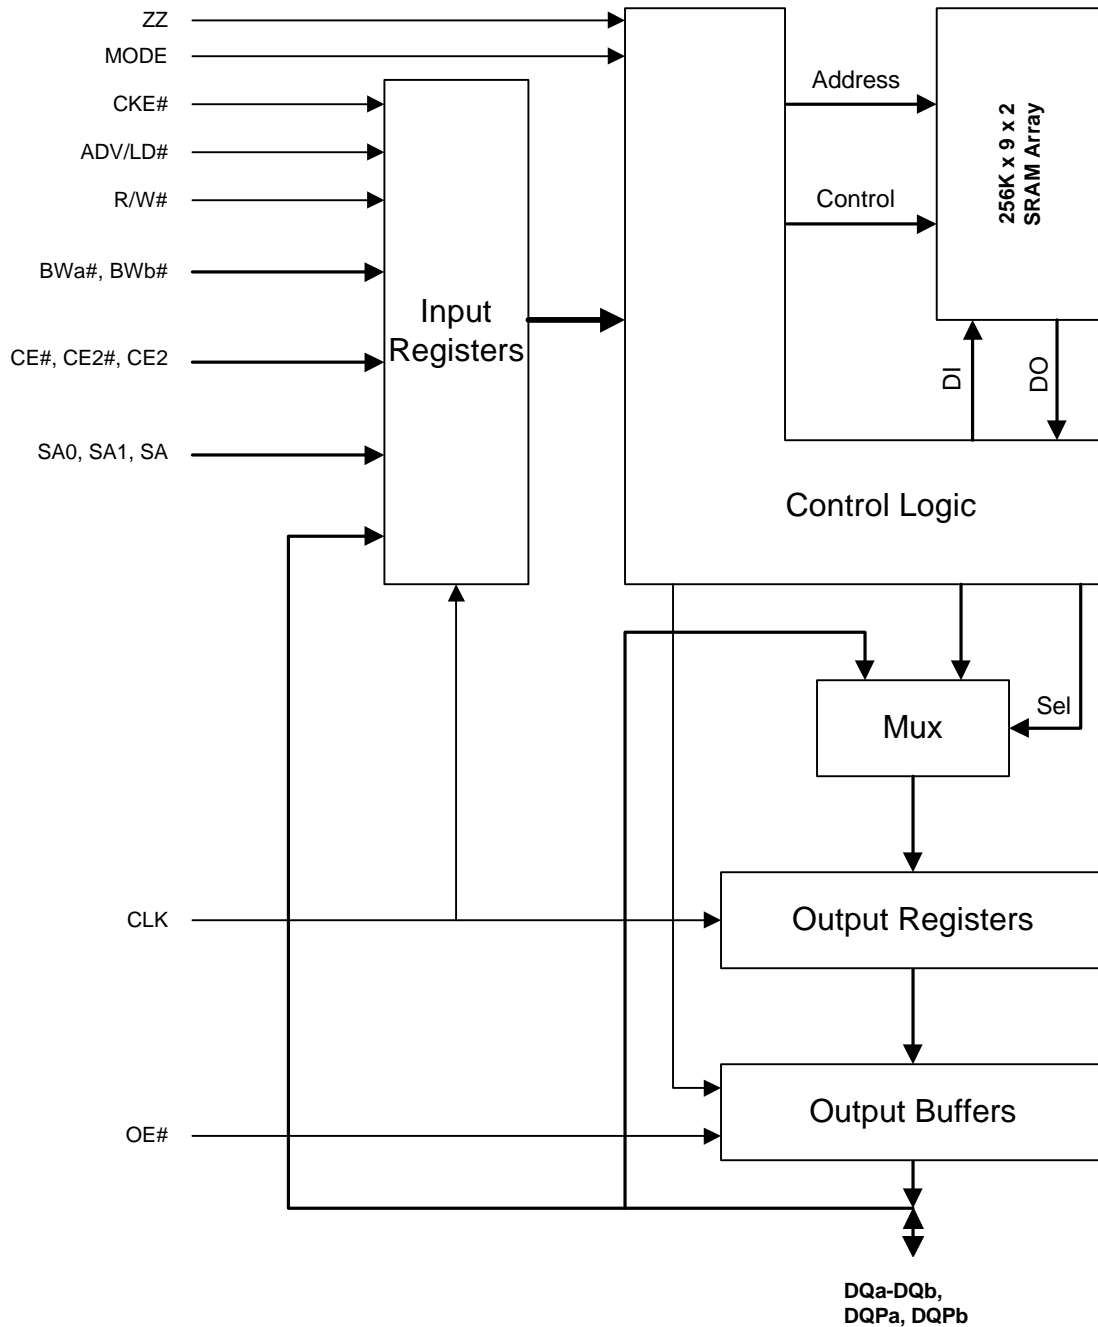 ZZ
MODE
CKE#
ADV/LD#
R/W#
BWa#, BWb#
CE#, CE2#, CE2
SA0, SA1, SA
Input
Registers
Address
Control
256K x 9 x 2
SRAM Array
DI
DO
Control Logic
Sel
Mux
CLK
Output Registers
Output Buffers
OE#
DQa-DQb,
DQPa, DQPb